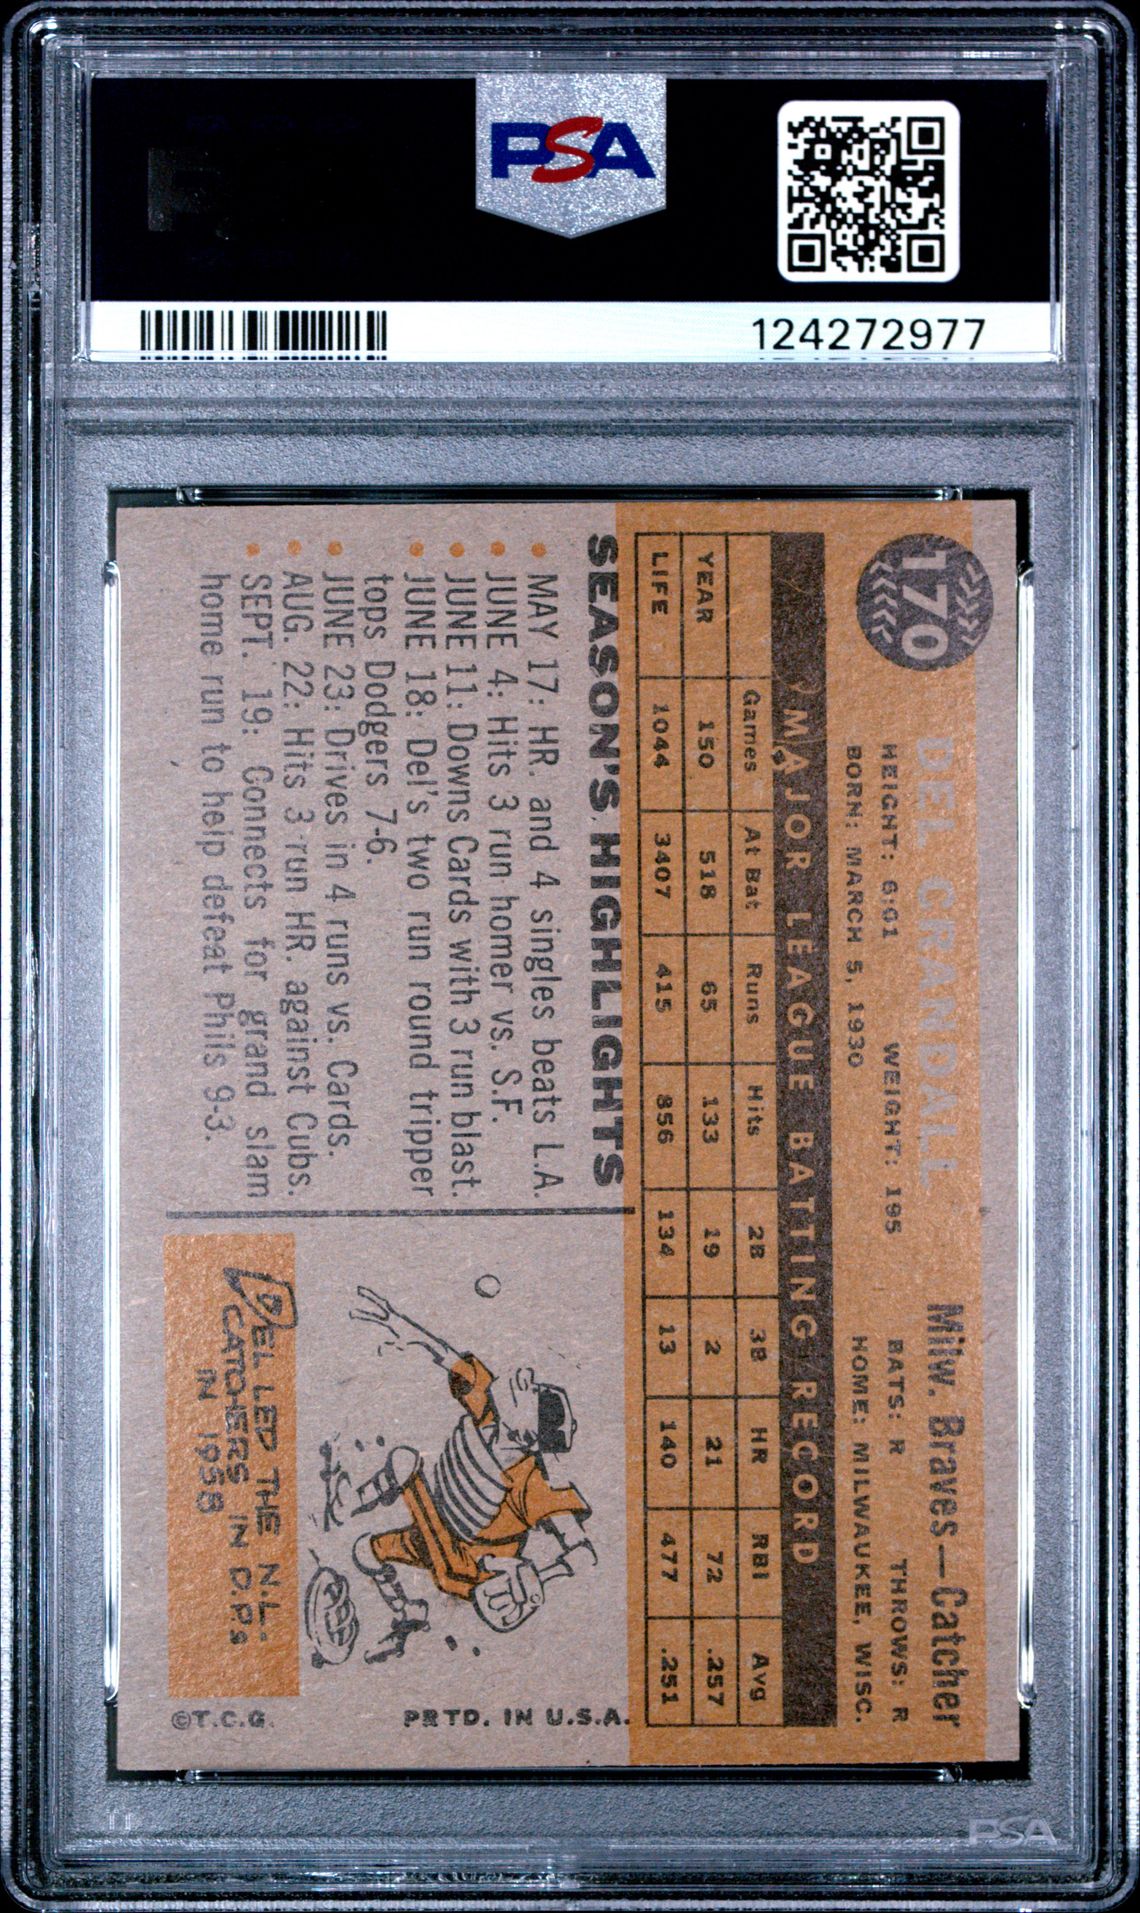 PSA
124272977
170
DEL CRANDALL Milw. Braves—Catcher
HEIGHT: 6:01 WEIGHT: 195 BATS: R THROWS: R
BORN: MARCH 5, 1930 HOME: MILWAUKEE, WISC.
MAJOR LEAGUE BATTING RECORD
Games At Bat Runs Hits 2B 3B HR RBI Avg
YEAR 150 518 65 133 19 2 21 72 .257
LIFE 1044 3407 415 856 134 13 140 477 .251
SEASON'S HIGHLIGHTS
• MAY 17: HR. and 4 singles beats L.A.
• JUNE 4: Hits 3 run homer vs. S.F.
• JUNE 11: Downs Cards with 3 run blast.
• JUNE 18: Del's two run round tripper
tops Dodgers 7-6.
• JUNE 23: Drives in 4 runs vs. Cards.
• AUG. 22: Hits 3 run HR. against Cubs.
• SEPT. 19: Connects for grand slam
home run to help defeat Phils 9-3.
DEL LED THE N.L.
CATCHERS IN D.P.s
IN 1958
©T.C.G. PRTD. IN U.S.A.
PSA